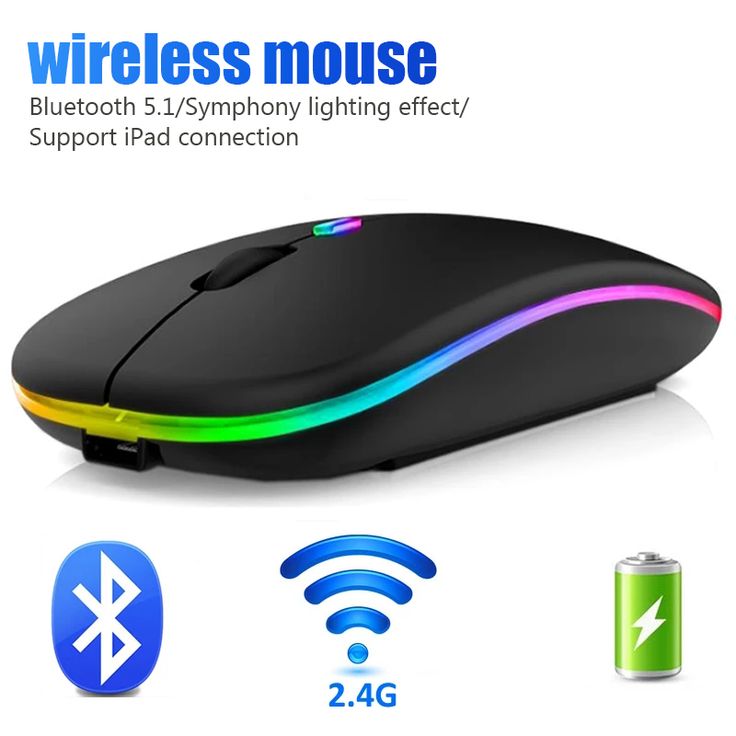 wireless mouse
Bluetooth 5.1/Symphony lighting effect/
Support iPad connection
2.4G